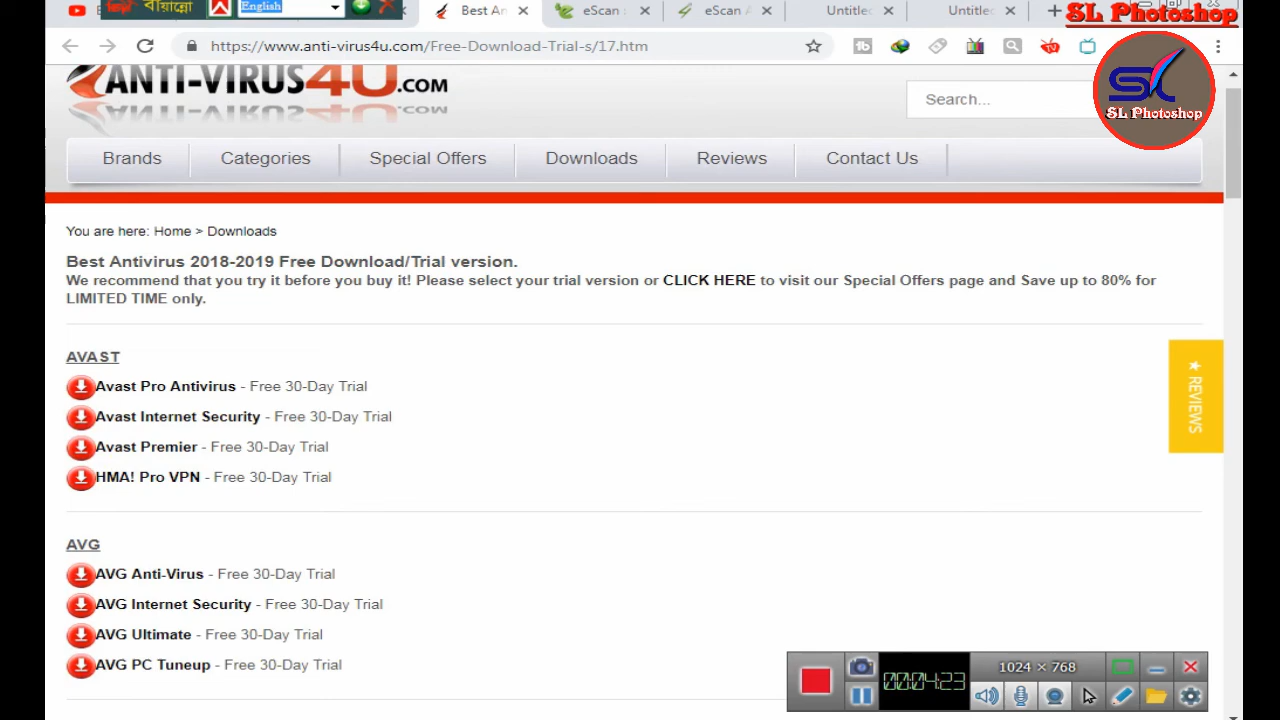 বায়ান্নো
English
Best An
eScan
eScan A
Untitle
Untitle
SL Photoshop
https://www.anti-virus4u.com/Free-Download-Trial-s/17.htm
ANTI-VIRUS4U.COM
Search...
SL Photoshop
Brands
Categories
Special Offers
Downloads
Reviews
Contact Us
You are here: Home > Downloads
Best Antivirus 2018-2019 Free Download/Trial version.
We recommend that you try it before you buy it! Please select your trial version or CLICK HERE to visit our Special Offers page and Save up to 80% for
LIMITED TIME only.
AVAST
Avast Pro Antivirus - Free 30-Day Trial
Avast Internet Security - Free 30-Day Trial
Avast Premier - Free 30-Day Trial
HMA! Pro VPN - Free 30-Day Trial
★ REVIEWS
AVG
AVG Anti-Virus - Free 30-Day Trial
AVG Internet Security - Free 30-Day Trial
AVG Ultimate - Free 30-Day Trial
AVG PC Tuneup - Free 30-Day Trial
00:04:23
1024 × 768